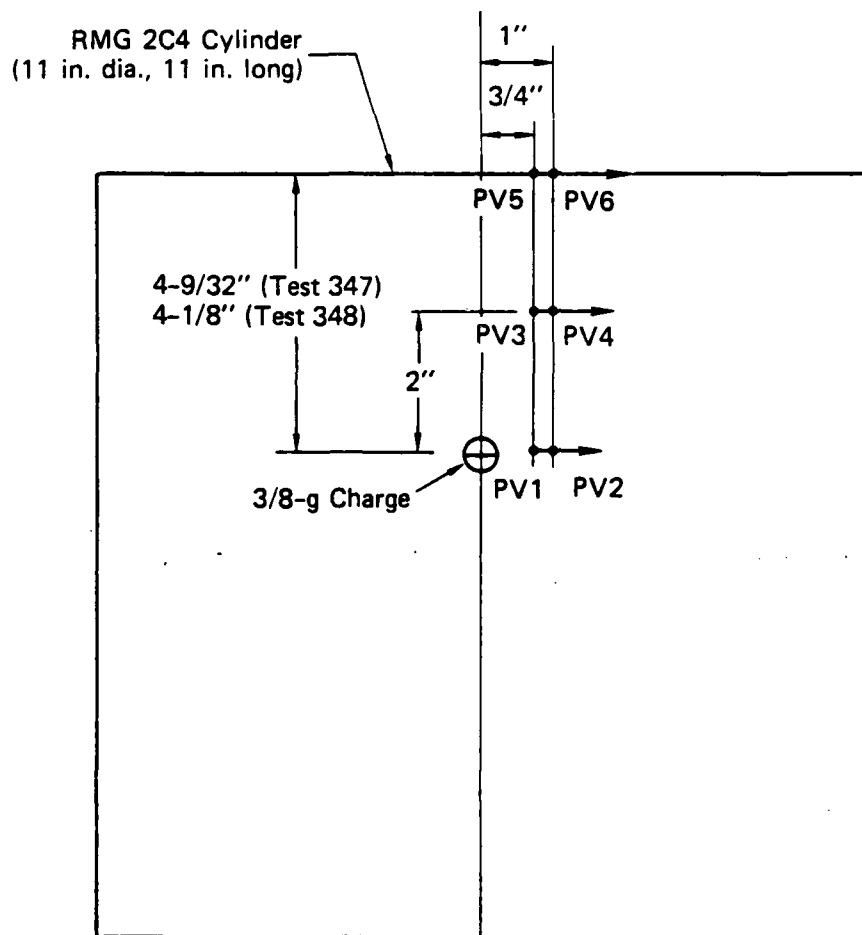 RMG 2C4 Cylinder
(11 in. dia., 11 in. long)
1″
3/4″
PV5 PV6
4-9/32″ (Test 347)
4-1/8″ (Test 348)
PV3 PV4
2″
3/8-g Charge
PV1 PV2